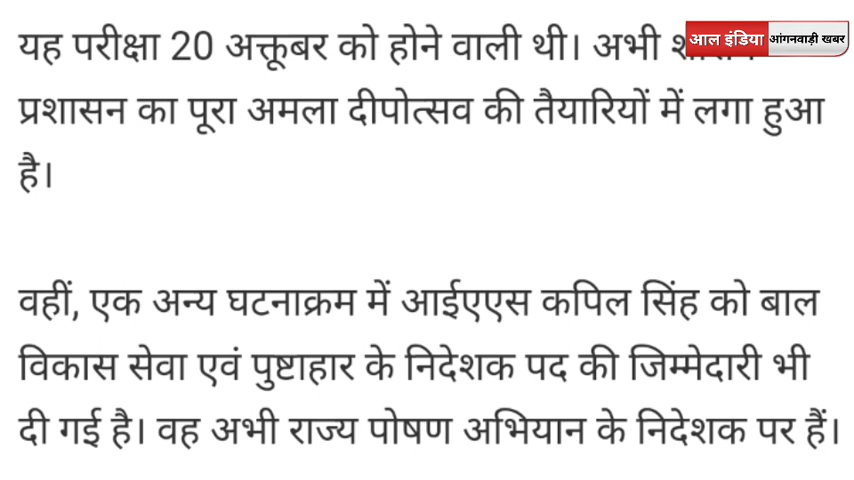 यह परीक्षा 20 अक्तूबर को होने वाली थी। अभी
आल इंडिया आंगनवाड़ी खबर
प्रशासन का पूरा अमला दीपोत्सव की तैयारियों में लगा हुआ
है।
वहीं, एक अन्य घटनाक्रम में आईएएस कपिल सिंह को बाल
विकास सेवा एवं पुष्टाहार के निदेशक पद की जिम्मेदारी भी
दी गई है। वह अभी राज्य पोषण अभियान के निदेशक पर हैं।